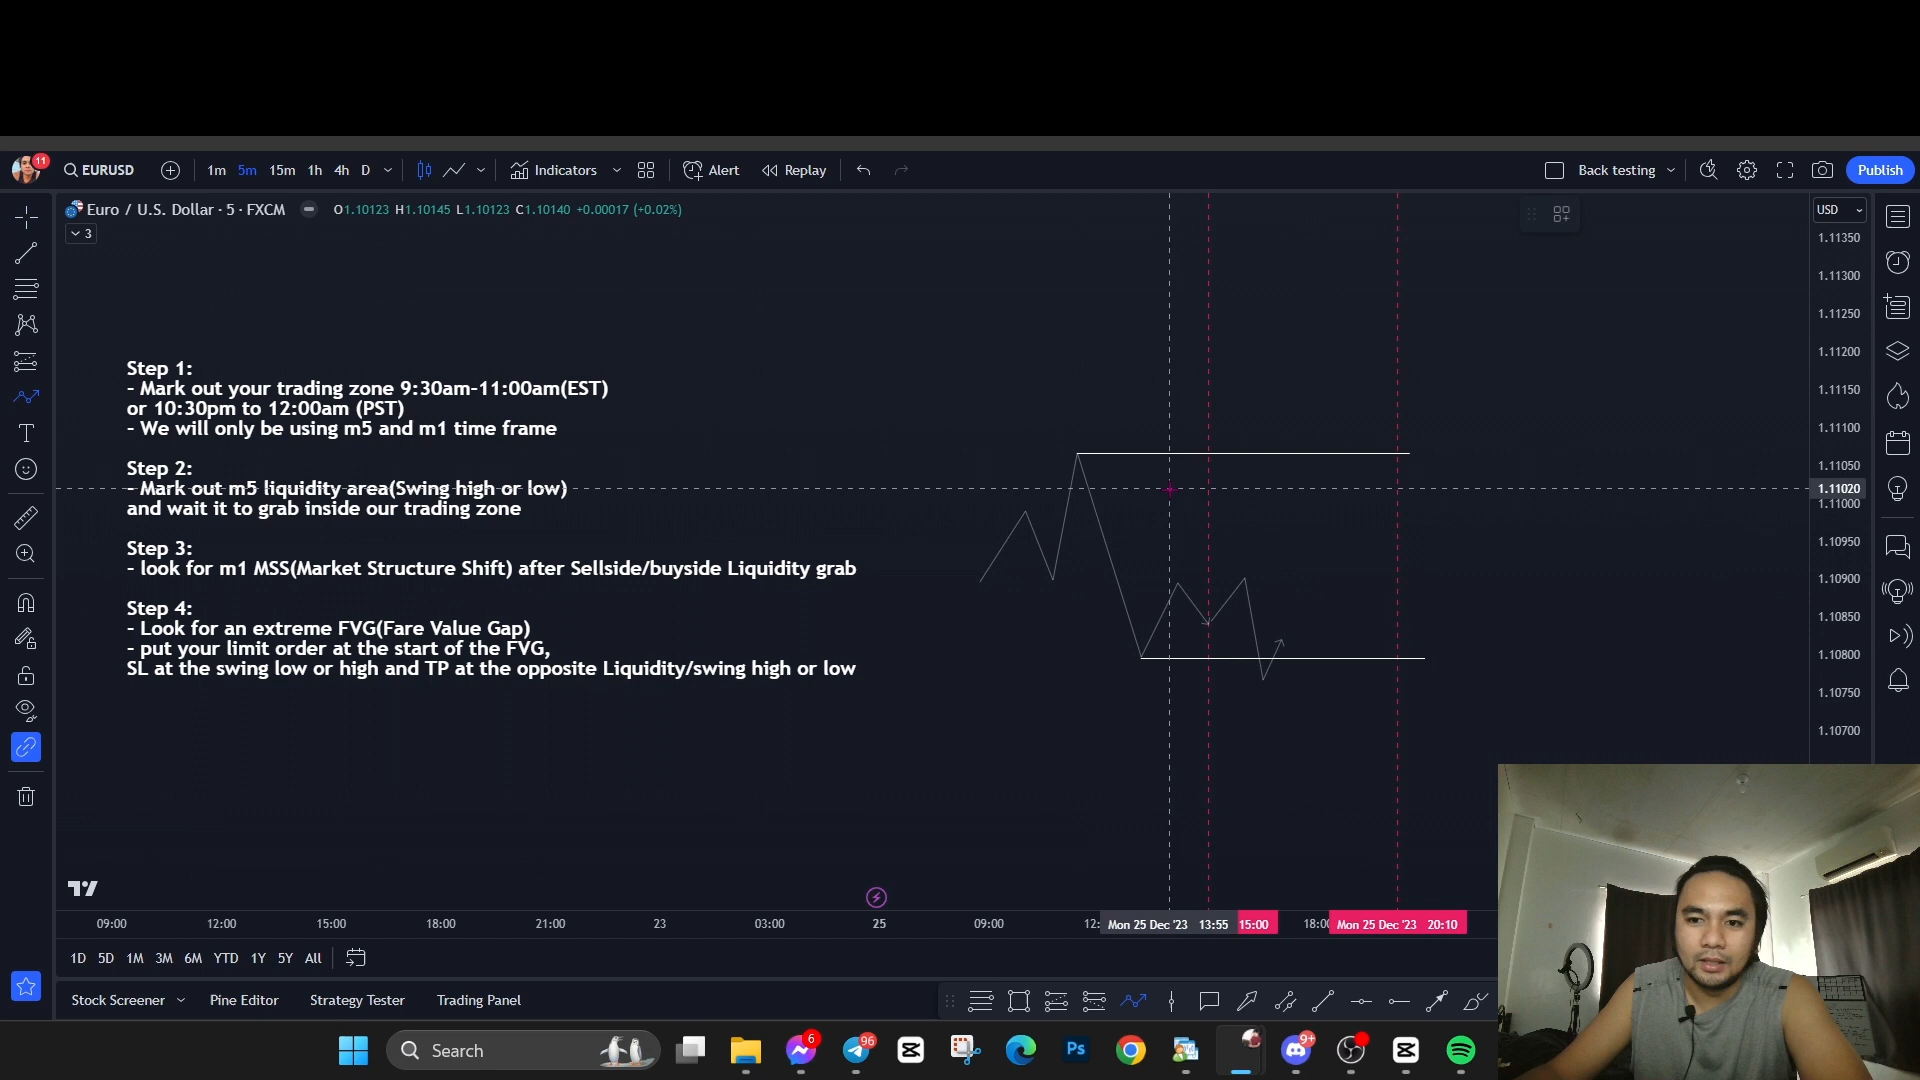 11
EURUSD
1m 5m 15m 1h 4h D
Indicators
Alert
Replay
Back testing
Publish
Euro / U.S. Dollar · 5 · FXCM
O1.10123 H1.10145 L1.10123 C1.10140 +0.00017 (+0.02%)
3
USD
1.11350
1.11300
1.11250
1.11200
1.11150
1.11100
1.11050
1.11020
1.11000
1.10950
1.10900
1.10850
1.10800
1.10750
1.10700
Step 1:
- Mark out your trading zone 9:30am-11:00am(EST)
or 10:30pm to 12:00am (PST)
- We will only be using m5 and m1 time frame
Step 2:
- Mark out m5 liquidity area(Swing high or low)
and wait it to grab inside our trading zone
Step 3:
- look for m1 MSS(Market Structure Shift) after Sellside/buyside Liquidity grab
Step 4:
- Look for an extreme FVG(Fare Value Gap)
- put your limit order at the start of the FVG,
SL at the swing low or high and TP at the opposite Liquidity/swing high or low
09:00 12:00 15:00 18:00 21:00 23 03:00 25 09:00 12: Mon 25 Dec '23 13:55 15:00 18:00 Mon 25 Dec '23 20:10
1D 5D 1M 3M 6M YTD 1Y 5Y All
Stock Screener Pine Editor Strategy Tester Trading Panel
Search
6
96
Ps
9+